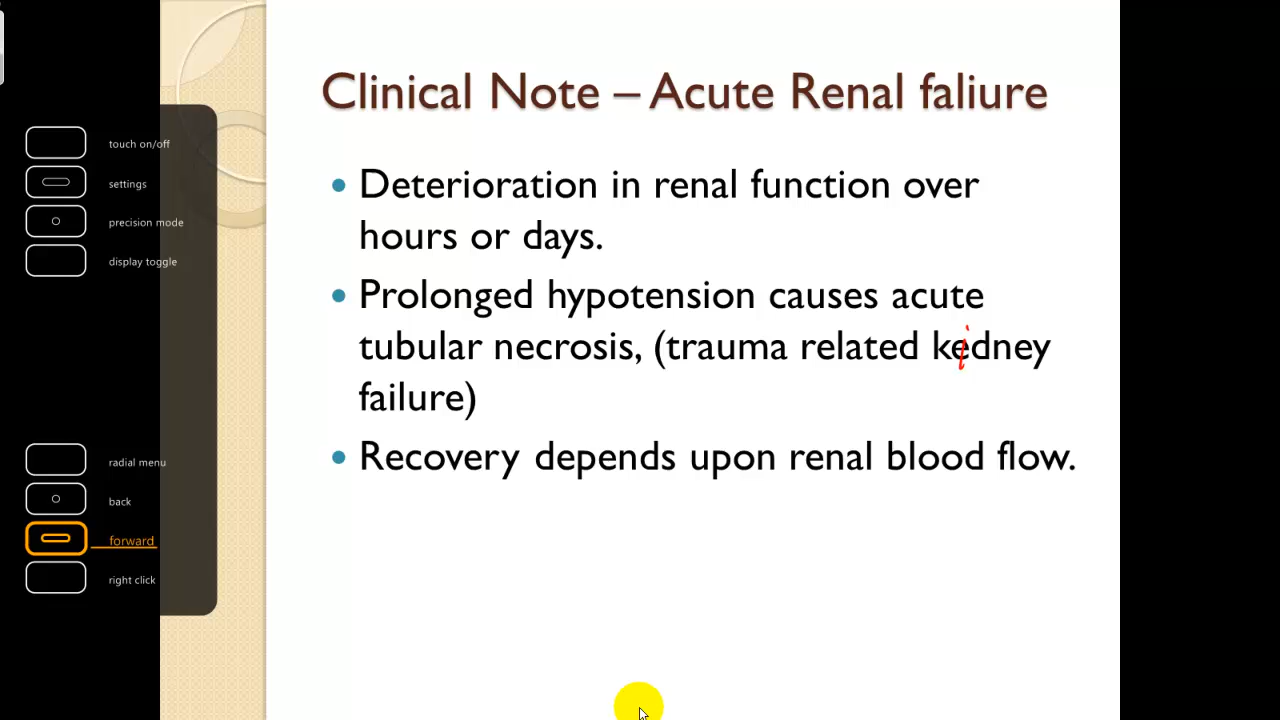 Clinical Note – Acute Renal faliure
touch on/off
settings
precision mode
display toggle
• Deterioration in renal function over
hours or days.
• Prolonged hypotension causes acute
tubular necrosis, (trauma related kedney
i
failure)
• Recovery depends upon renal blood flow.
radial menu
back
forward
right click